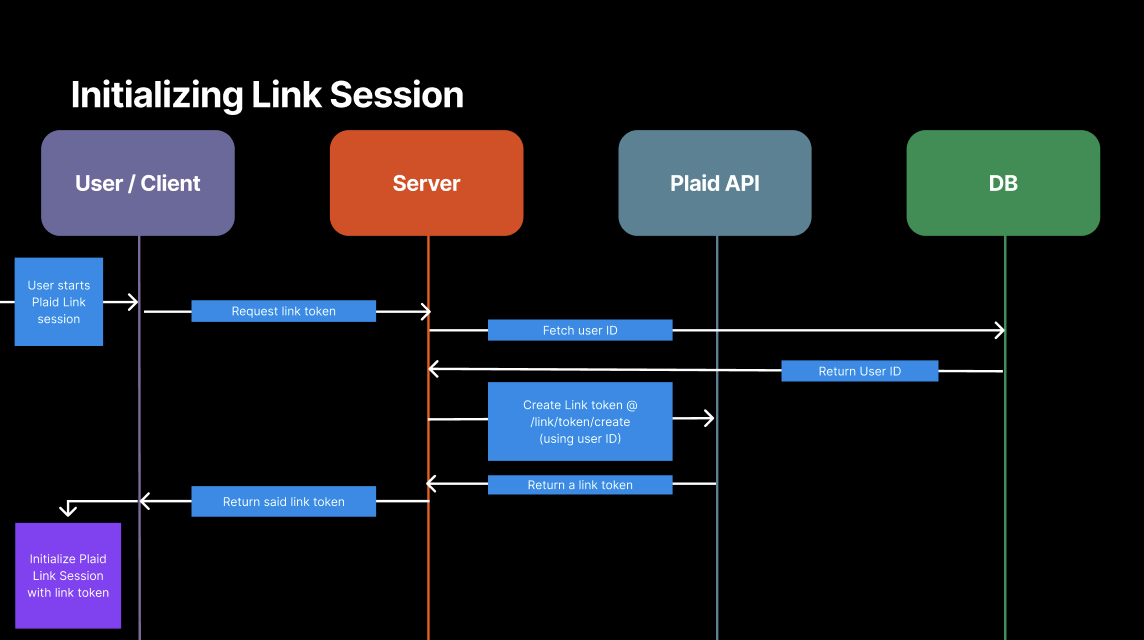 Initializing Link Session
User / Client
Server
Plaid API
DB
User starts
Plaid Link
session
Request link token
Fetch user ID
Return User ID
Create Link token @
/link/token/create
(using user ID)
Return a link token
Return said link token
Initialize Plaid
Link Session
with link token